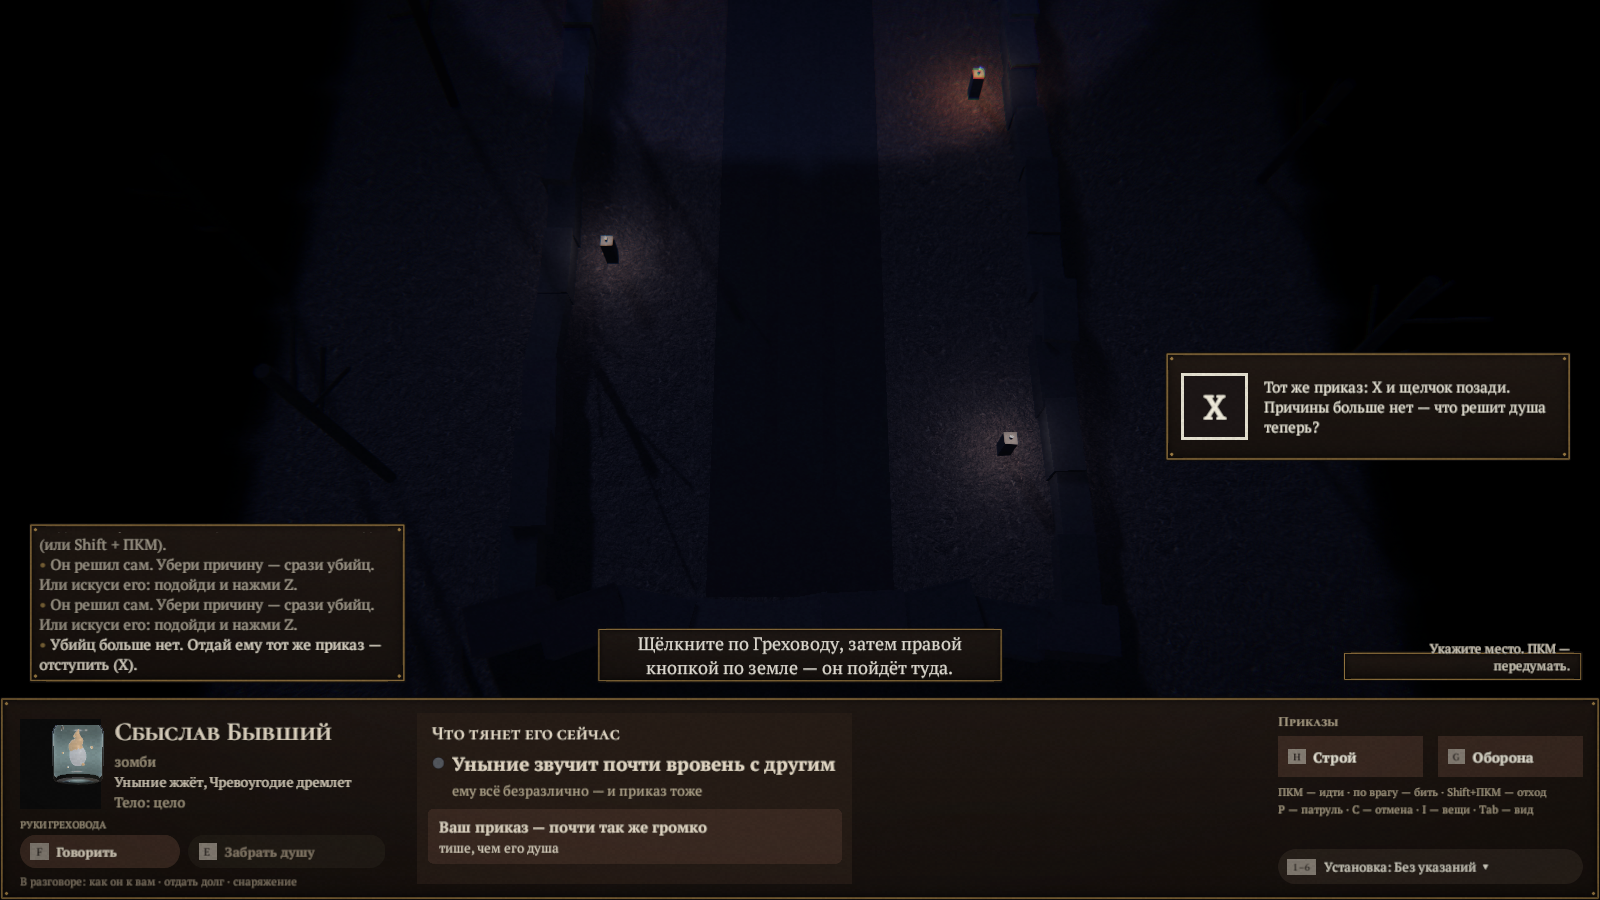 X
Тот же приказ: X и щелчок позади.
Причины больше нет — что решит душа
теперь?
(или Shift + ПКМ).
• Он решил сам. Убери причину — срази убийц.
Или искуси его: подойди и нажми Z.
• Он решил сам. Убери причину — срази убийц.
Или искуси его: подойди и нажми Z.
• Убийц больше нет. Отдай ему тот же приказ —
отступить (X).
Щёлкните по Греховоду, затем правой
кнопкой по земле — он пойдёт туда.
Укажите место. ПКМ —
передумать.
Сбыслав Бывший
зомби
Уныние жжёт, Чревоугодие дремлет
Тело: цело
РУКИ ГРЕХОВОДА
F Говорить
E Забрать душу
В разговоре: как он к вам · отдать долг · снаряжение
Что тянет его сейчас
Уныние звучит почти вровень с другим
ему всё безразлично — и приказ тоже
Ваш приказ — почти так же громко
тише, чем его душа
Приказы
H Строй
G Оборона
ПКМ — идти · по врагу — бить · Shift+ПКМ — отход
P — патруль · C — отмена · I — вещи · Tab — вид
1–6 Установка: Без указаний ▾